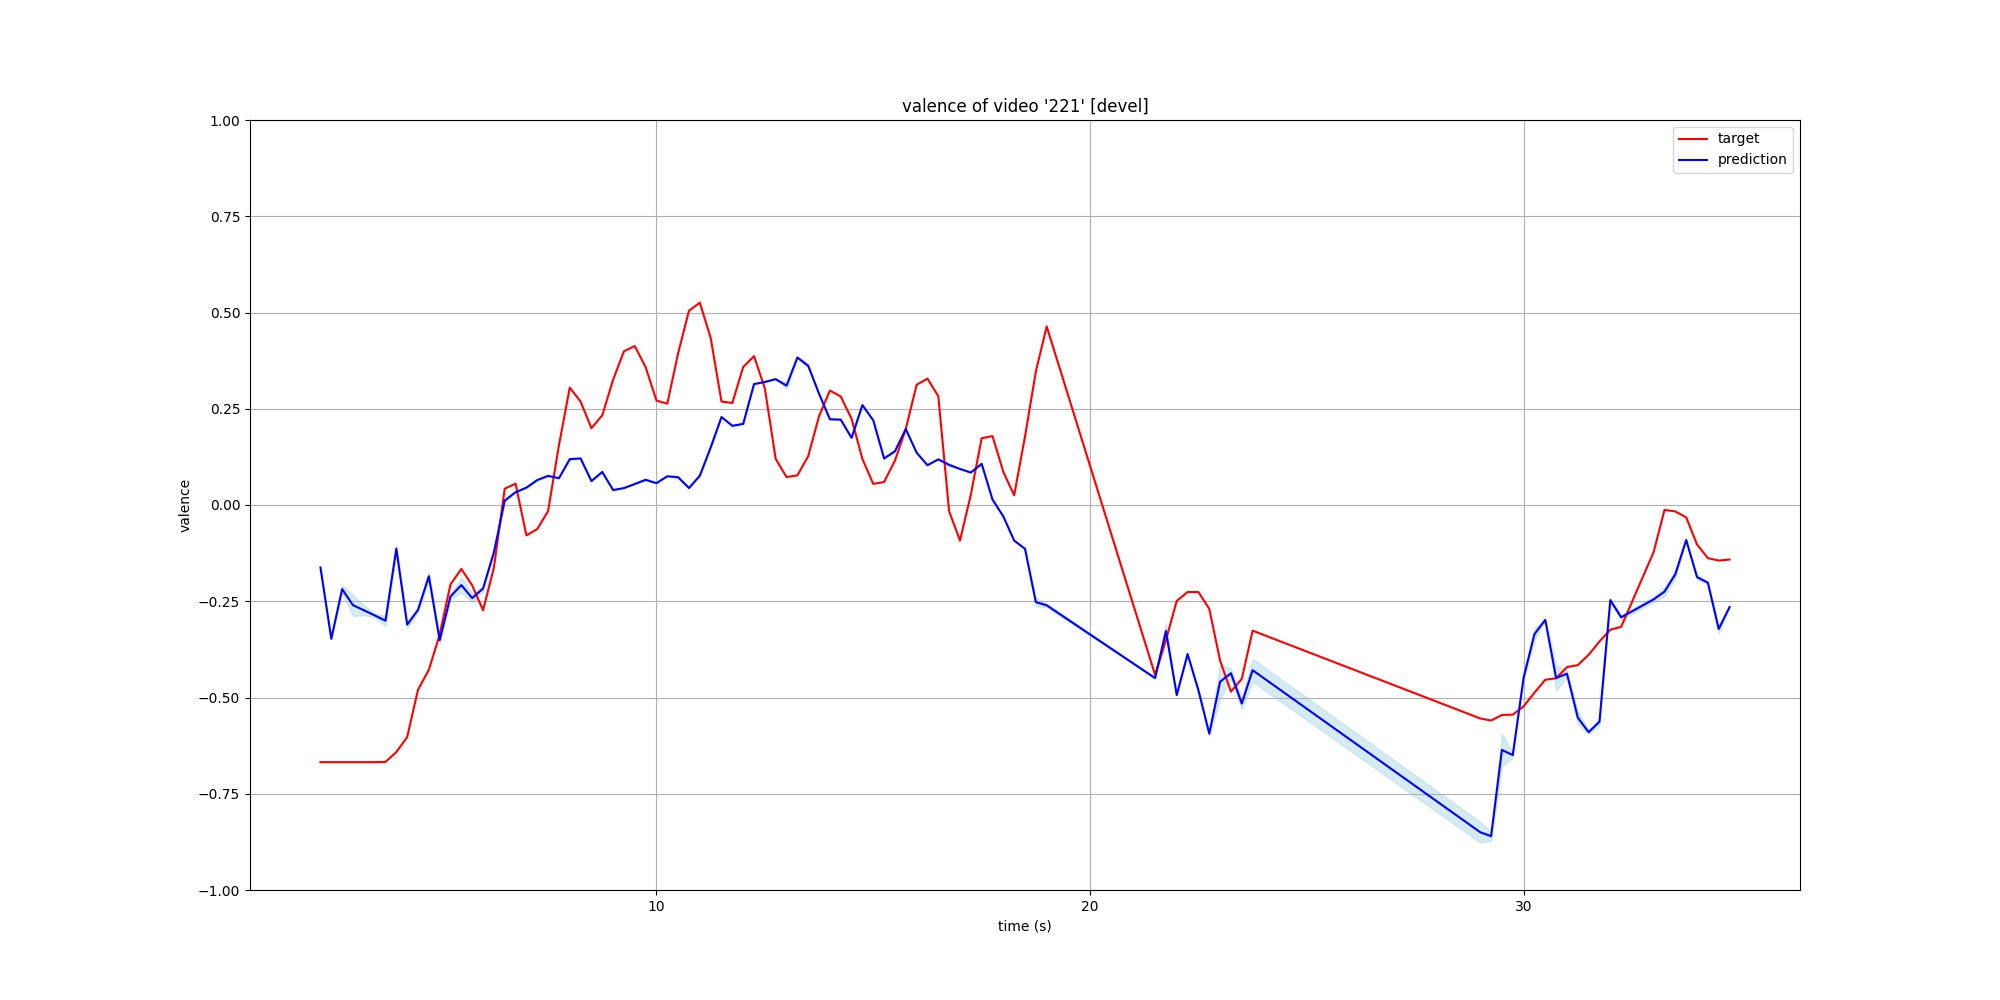 valence of video '221' [devel]
target
prediction
1.00
0.75
0.50
0.25
0.00
−0.25
−0.50
−0.75
−1.00
valence
10 20 30
time (s)